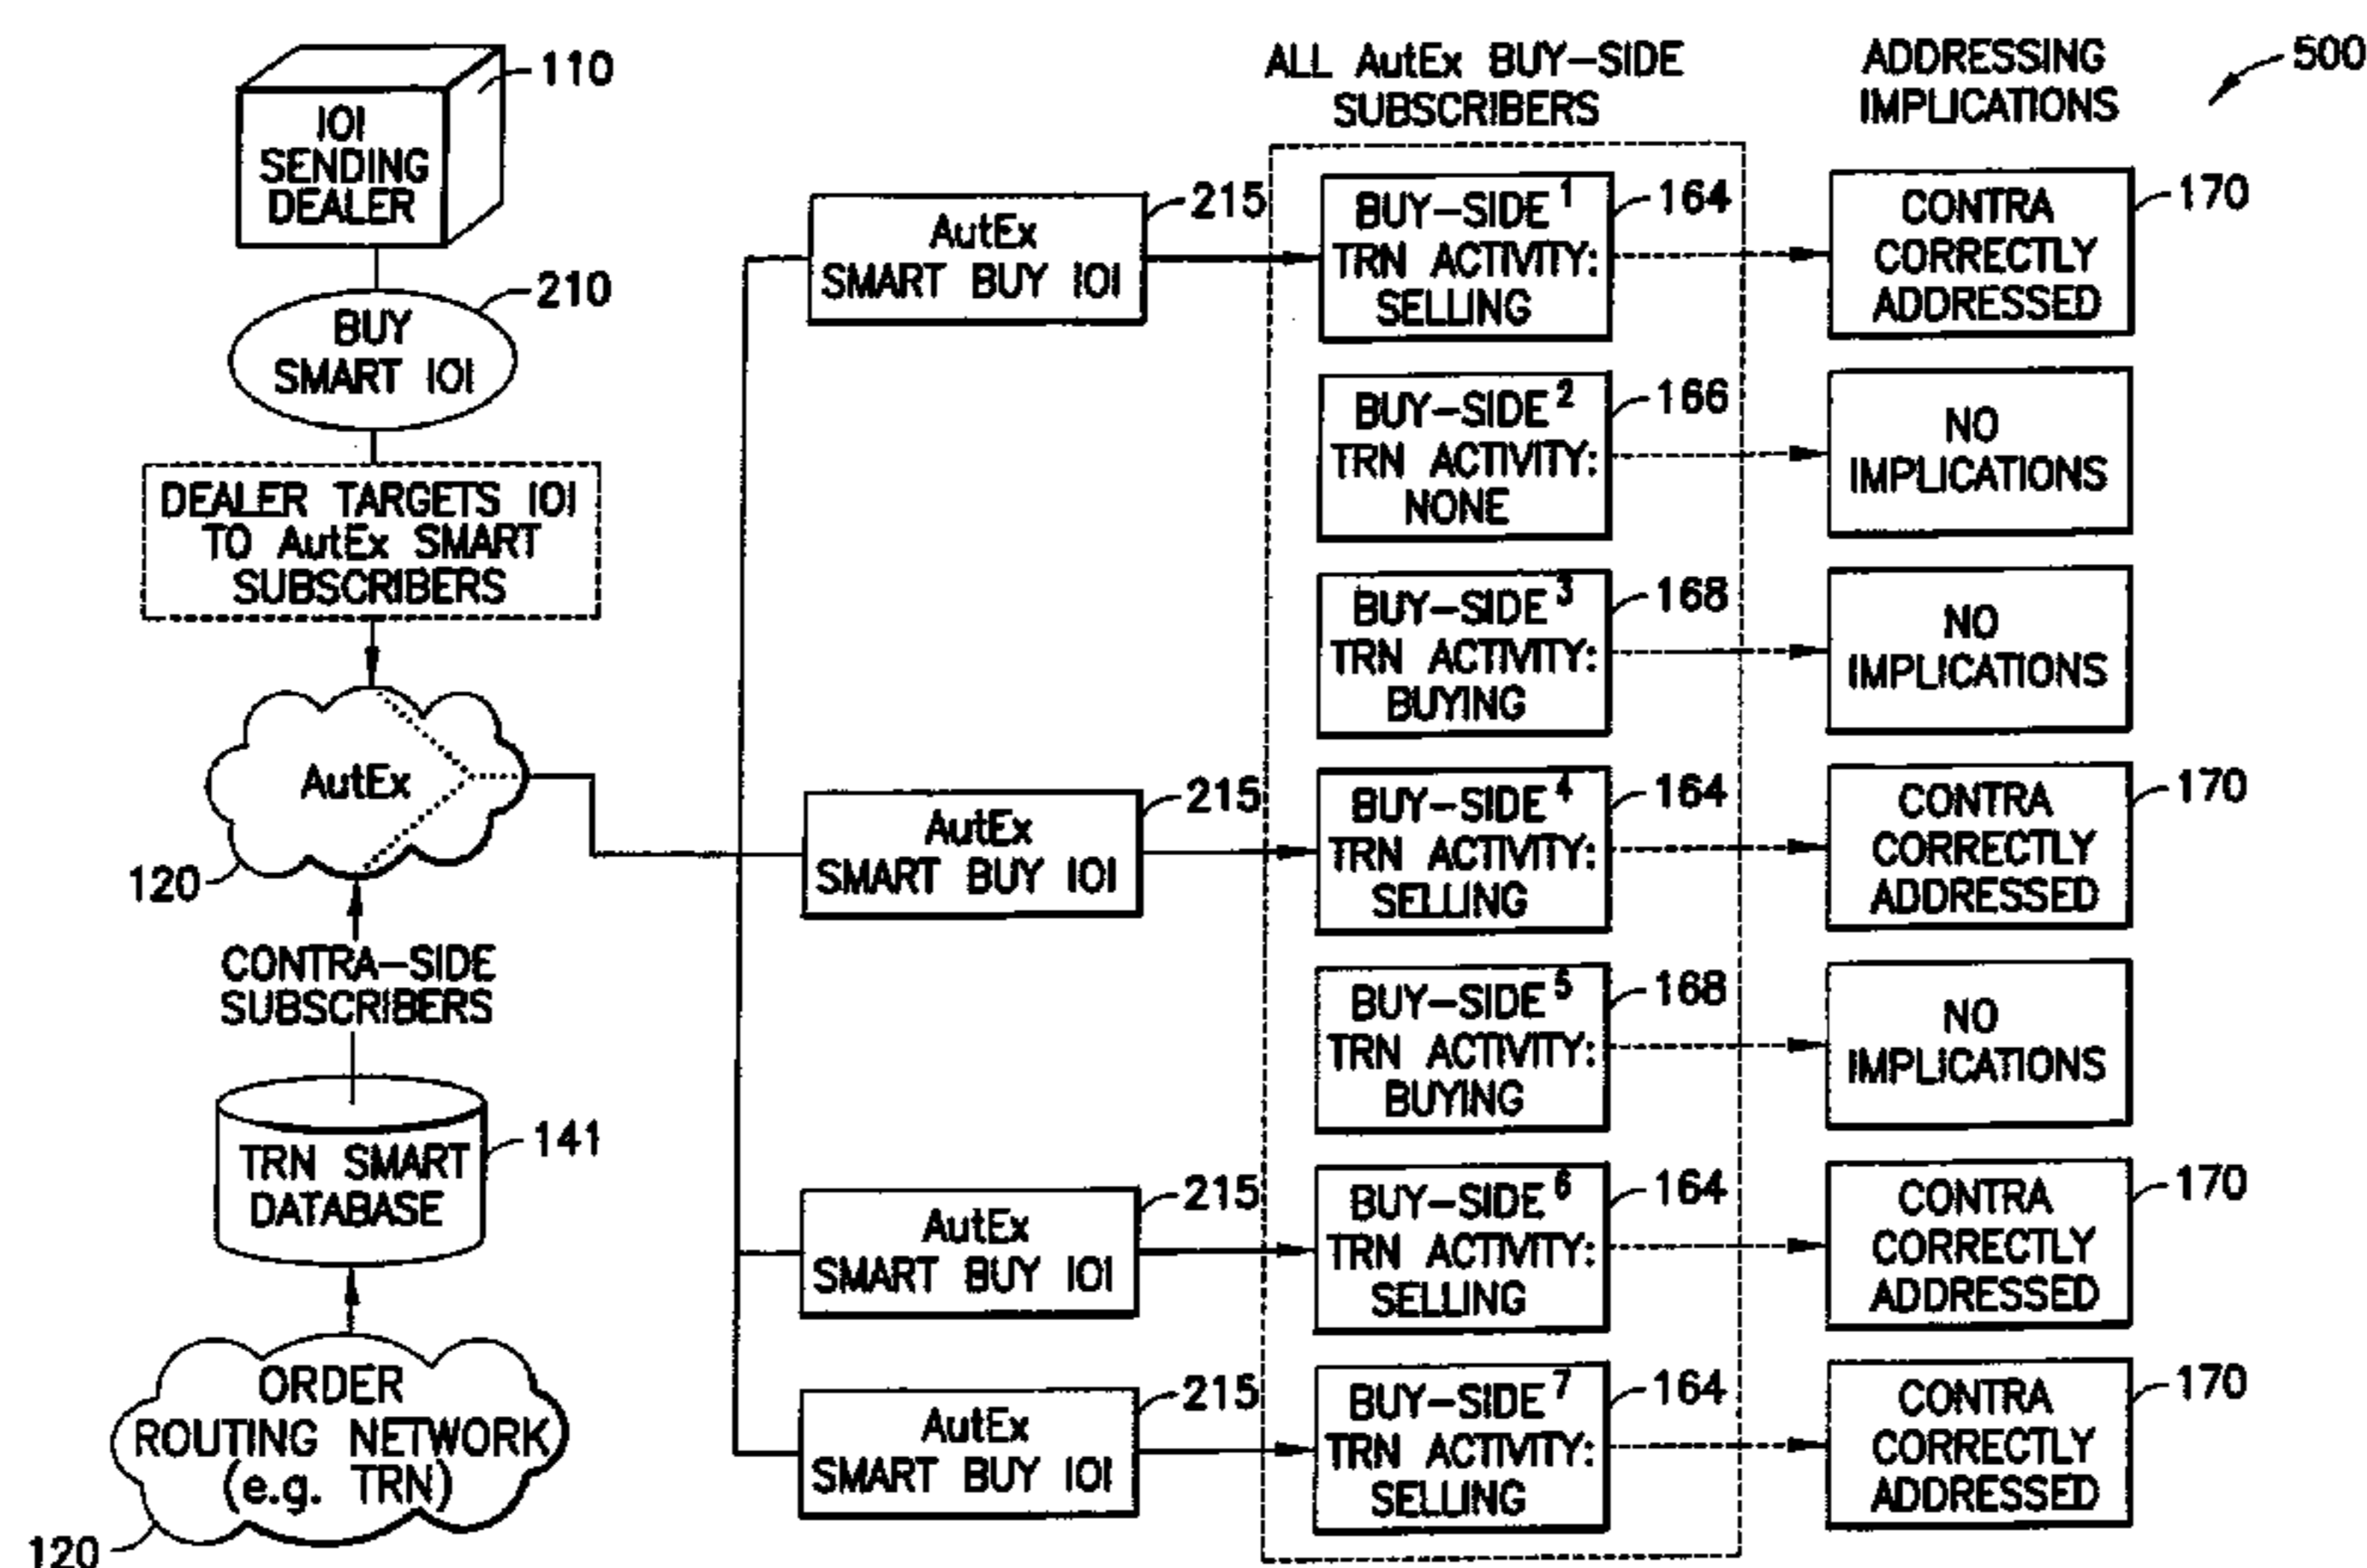 110
IOI
SENDING
DEALER
210
BUY
SMART IOI
DEALER TARGETS IOI
TO AutEx SMART
SUBSCRIBERS
AutEx
120
CONTRA-SIDE
SUBSCRIBERS
TRN SMART
DATABASE
141
ORDER
ROUTING NETWORK
(e.g. TRN)
120
AutEx
SMART BUY IOI
215
AutEx
SMART BUY IOI
215
AutEx
SMART BUY IOI
215
AutEx
SMART BUY IOI
215
ALL AutEx BUY-SIDE
SUBSCRIBERS
BUY-SIDE 1
TRN ACTIVITY:
SELLING
164
BUY-SIDE 2
TRN ACTIVITY:
NONE
166
BUY-SIDE 3
TRN ACTIVITY:
BUYING
168
BUY-SIDE 4
TRN ACTIVITY:
SELLING
164
BUY-SIDE 5
TRN ACTIVITY:
BUYING
168
BUY-SIDE 6
TRN ACTIVITY:
SELLING
164
BUY-SIDE 7
TRN ACTIVITY:
SELLING
164
ADDRESSING
IMPLICATIONS
500
CONTRA
CORRECTLY
ADDRESSED
170
NO
IMPLICATIONS
NO
IMPLICATIONS
CONTRA
CORRECTLY
ADDRESSED
170
NO
IMPLICATIONS
CONTRA
CORRECTLY
ADDRESSED
170
CONTRA
CORRECTLY
ADDRESSED
170